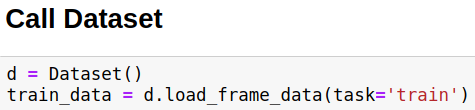 Call Dataset
d = Dataset()
train_data = d.load_frame_data(task='train')